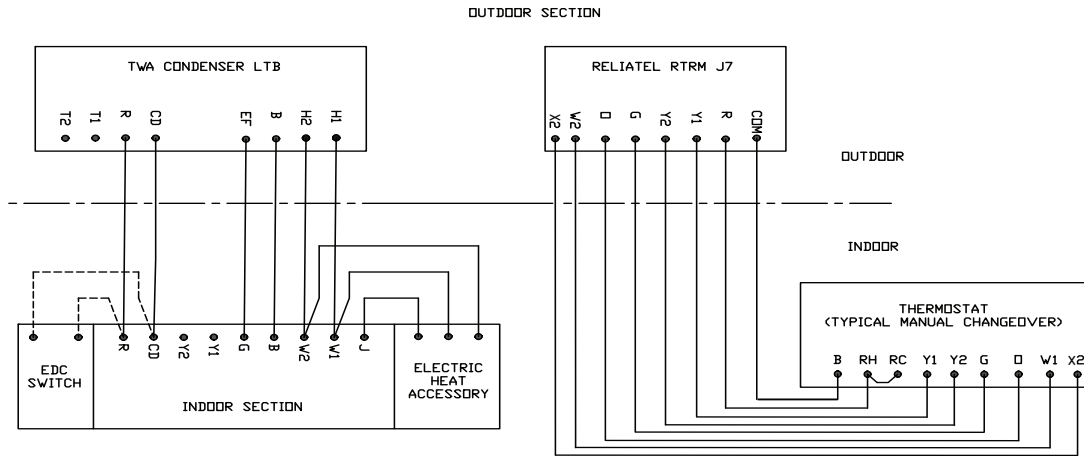 OUTDOOR SECTION
TWA CONDENSER LTB
T2 T1 R CD EF B H2 H1
RELIATEL RTRM J7
X2 W2 O G Y2 Y1 R COM
OUTDOOR
INDOOR
THERMOSTAT
(TYPICAL MANUAL CHANGEOVER)
B RH RC Y1 Y2 G O W1 X2
R CD Y2 Y1 G B W2 W1 J
EDC
SWITCH
INDOOR SECTION
ELECTRIC
HEAT
ACCESSORY